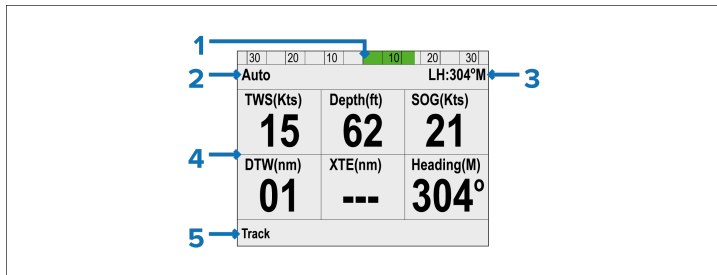 1
30 20 10 10 20 30
2 Auto LH:304°M 3
TWS(Kts) Depth(ft) SOG(Kts)
15 62 21
4
DTW(nm) XTE(nm) Heading(M)
01 --- 304°
5 Track